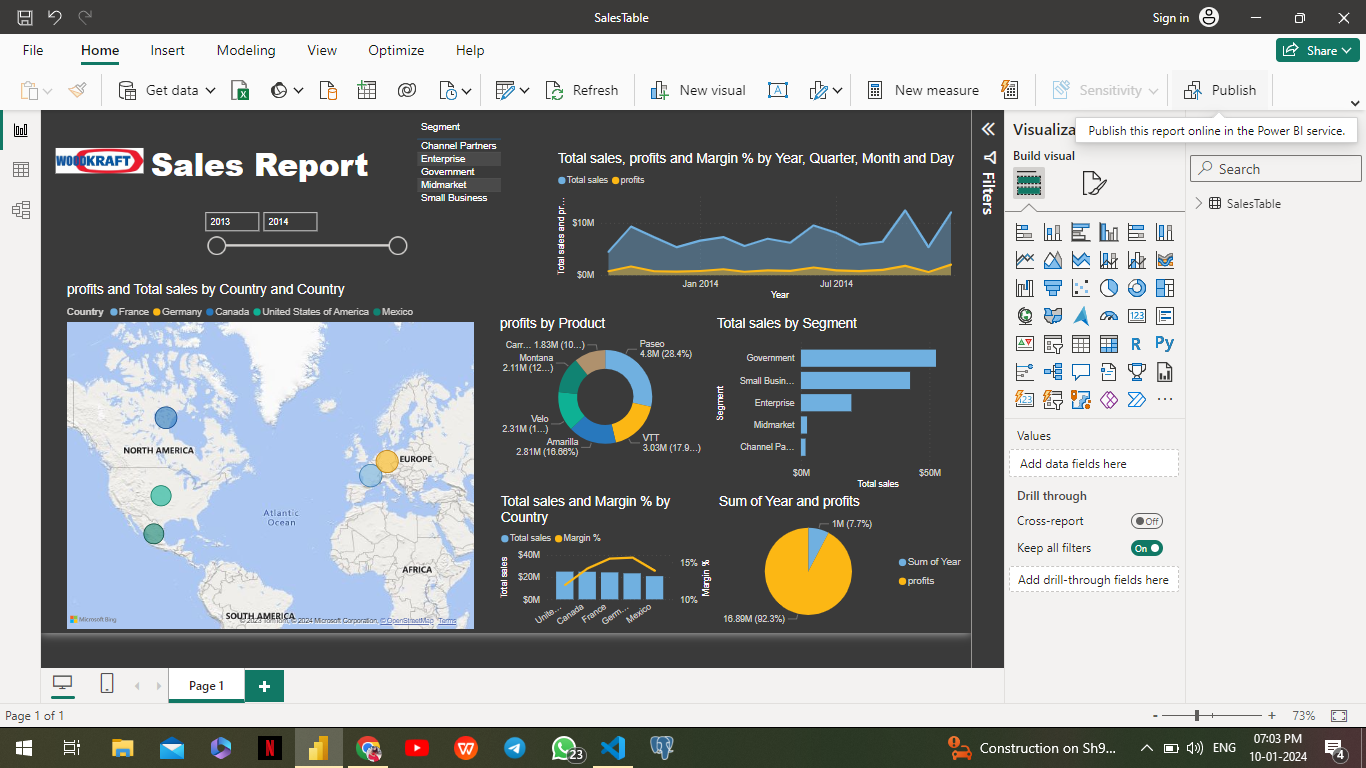 SalesTable
Sign in
File
Home
Insert
Modeling
View
Optimize
Help
Share
Get data
Refresh
New visual
New measure
Sensitivity
Publish
Publish this report online in the Power BI service.
WOODKRAFT
Sales Report
Segment
Channel Partners
Enterprise
Government
Midmarket
Small Business
2013
2014
Total sales, profits and Margin % by Year, Quarter, Month and Day
Total sales
profits
Total sales and pr...
$10M
$0M
Jan 2014
Jul 2014
Year
profits and Total sales by Country and Country
Country
France
Germany
Canada
United States of America
Mexico
NORTH AMERICA
EUROPE
Atlantic
Ocean
AFRICA
SOUTH AMERICA
Microsoft Bing
© 2023 TomTom, © 2024 Microsoft Corporation, © OpenStreetMap Terms
profits by Product
Carr... 1.83M (10...)
Paseo
4.8M (28.4%)
Montana
2.11M (12...)
Velo
2.31M (1...)
Amarilla
2.81M (16.66%)
VTT
3.03M (17.9...)
Total sales by Segment
Segment
Government
Small Busin...
Enterprise
Midmarket
Channel Pa...
$0M
$50M
Total sales
Total sales and Margin % by
Country
Total sales
Margin %
Total sales
$40M
$20M
$0M
15%
10%
Margin %
Unite...
Canada
France
Germ...
Mexico
Sum of Year and profits
1M (7.7%)
16.89M (92.3%)
Sum of Year
profits
Filters
Visualiza
Build visual
Values
Add data fields here
Drill through
Cross-report
Off
Keep all filters
On
Add drill-through fields here
Search
SalesTable
Page 1
Page 1 of 1
73%
23
Construction on Sh9...
ENG
07:03 PM
10-01-2024
4